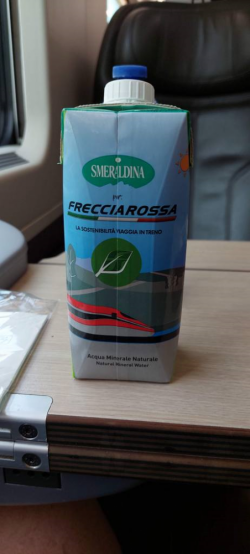 SMERALDINA
per
FRECCIAROSSA
LA SOSTENIBILITÀ VIAGGIA IN TRENO
Acqua Minerale Naturale
Natural Mineral Water